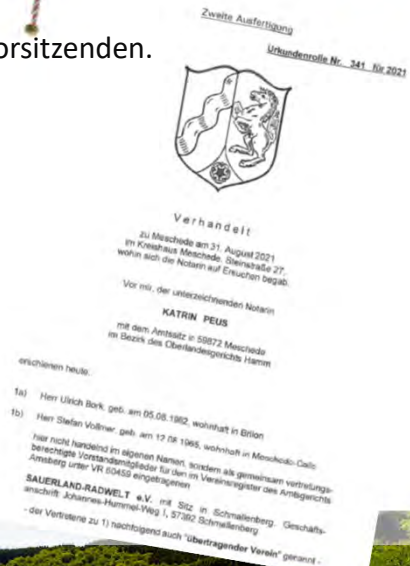 orsitzenden.
Zweite Ausfertigung
Urkundenrolle Nr. 341 für 2021
Verhandelt
zu Meschede am 31. August 2021
im Kreishaus Meschede, Steinstraße 27,
wohin sich die Notarin auf Ersuchen begab.
Vor mir, der unterzeichnenden Notarin
KATRIN PEUS
mit dem Amtssitz in 59872 Meschede
im Bezirk des Oberlandesgerichts Hamm
erschienen heute:
1a) Herr Ulrich Bork, geb. am 05.08.1962, wohnhaft in Brilon
1b) Herr Stefan Vollmer, geb. am 12.08.1965, wohnhaft in Meschede-Calle
hier nicht handelnd im eigenen Namen, sondern als gemeinsam vertretungs-
berechtigte Vorstandsmitglieder für den im Vereinsregister des Amtsgerichts
Arnsberg unter VR 60459 eingetragenen
SAUERLAND-RADWELT e.V. mit Sitz in Schmallenberg, Geschäfts-
anschrift Johannes-Hummel-Weg 1, 57392 Schmallenberg
- der Vertretene zu 1) nachfolgend auch "übertragender Verein" genannt -